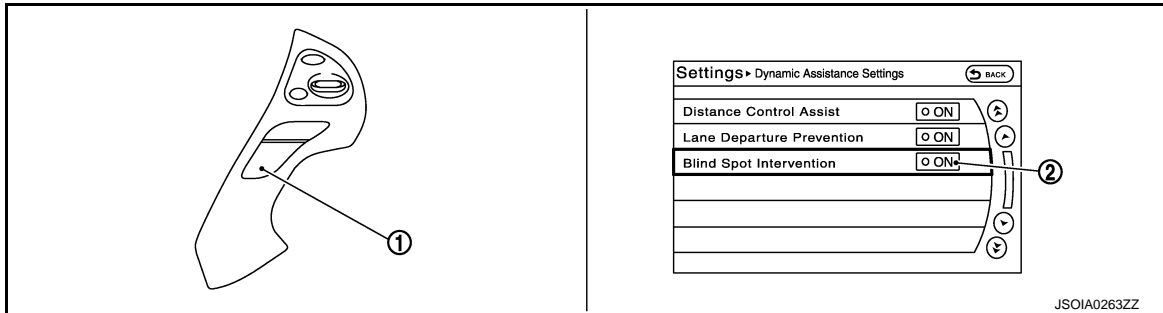 ①
Settings▶ Dynamic Assistance Settings BACK
Distance Control Assist ON
Lane Departure Prevention ON
Blind Spot Intervention ON
②
JSOIA0263ZZ